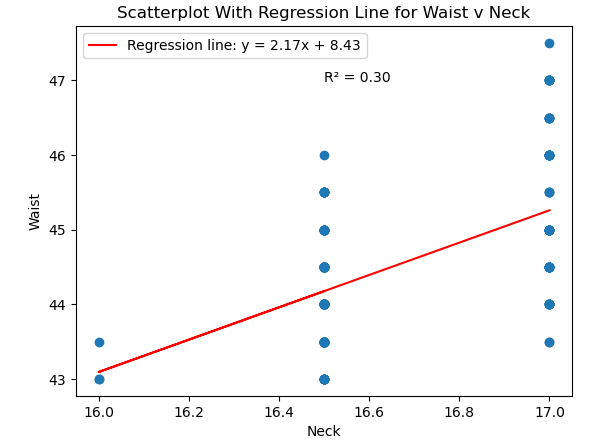 Scatterplot With Regression Line for Waist v Neck
Regression line: y = 2.17x + 8.43
R² = 0.30
47
46
45
44
43
Waist
16.0 16.2 16.4 16.6 16.8 17.0
Neck